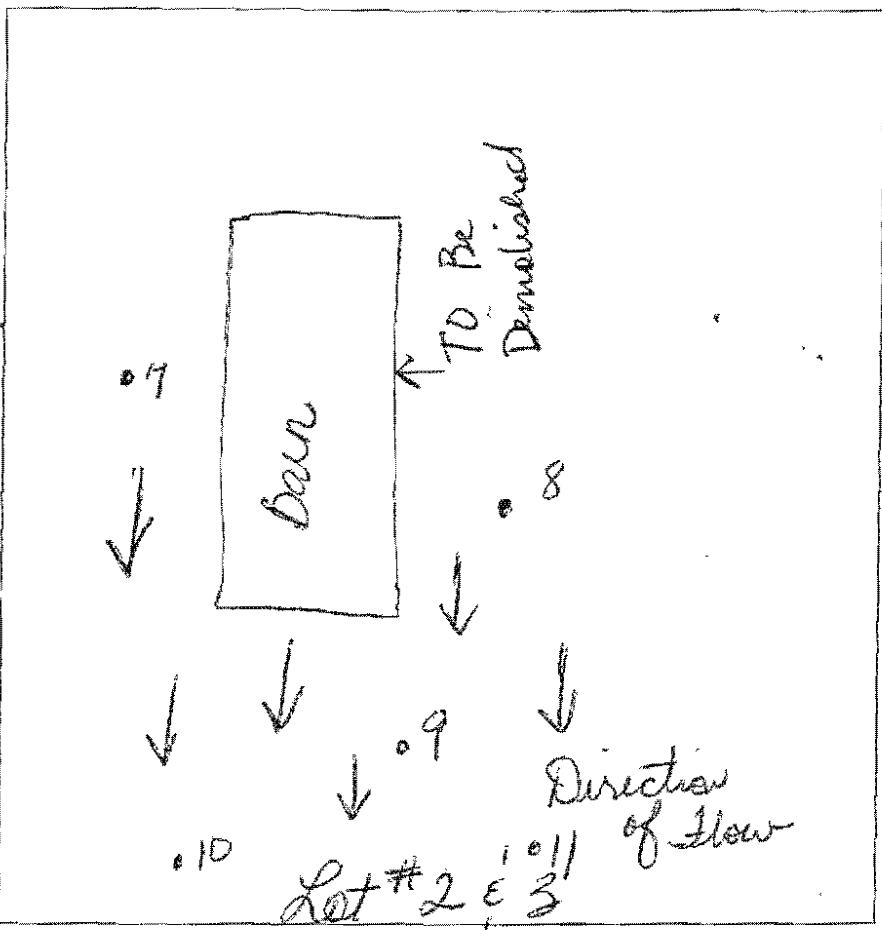 To Be
Demolished
7
Barn
8
9
Direction
of Flow
10
11
Lot # 2 & 3